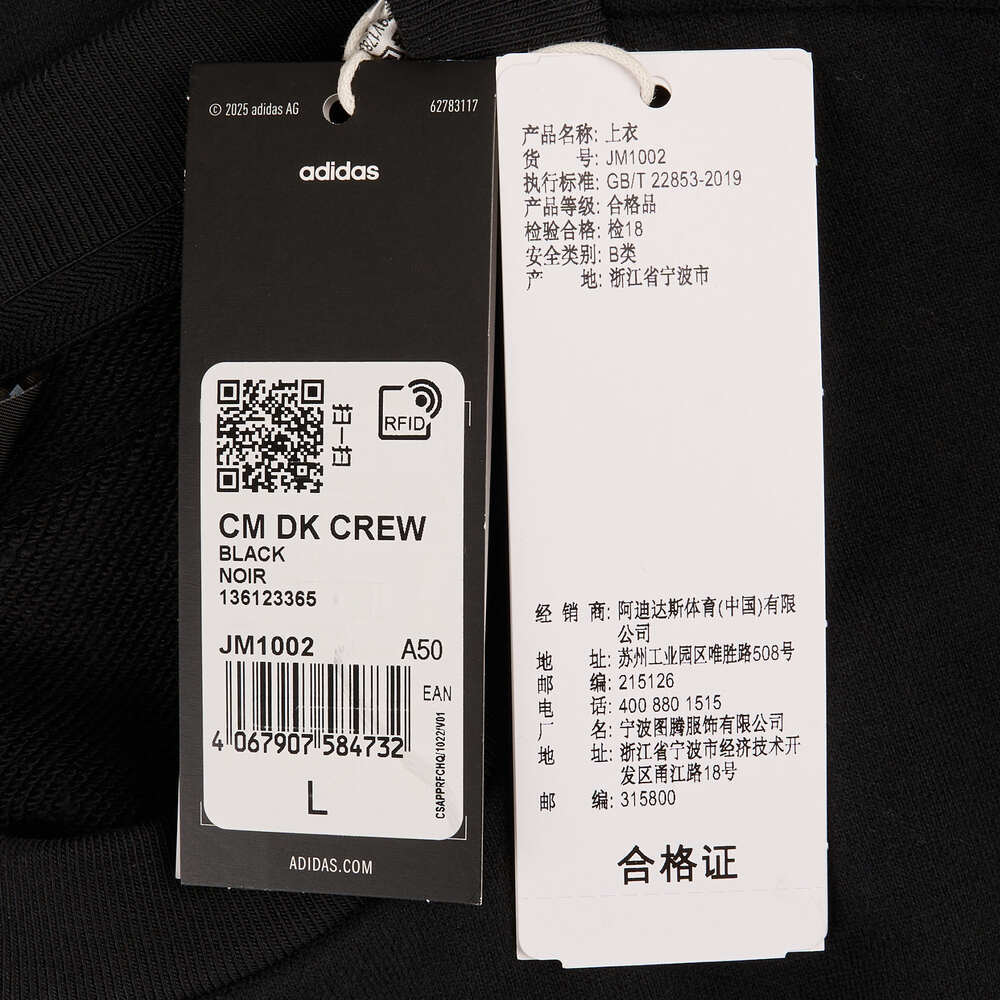 © 2025 adidas AG
62783117
adidas
扫一扫
RFID
CM DK CREW
BLACK
NOIR
136123365
JM1002
A50
EAN
4 067907 584732
CSAPPRFCHQ/1022/V01
L
ADIDAS.COM
产品名称: 上衣
货 号: JM1002
执行标准: GB/T 22853-2019
产品等级: 合格品
检验合格: 检18
安全类别: B类
产 地: 浙江省宁波市
经 销 商: 阿迪达斯体育(中国)有限
公司
地 址: 苏州工业园区唯胜路508号
邮 编: 215126
电 话: 400 880 1515
厂 名: 宁波图腾服饰有限公司
地 址: 浙江省宁波市经济技术开
发区甬江路18号
邮 编: 315800
合格证